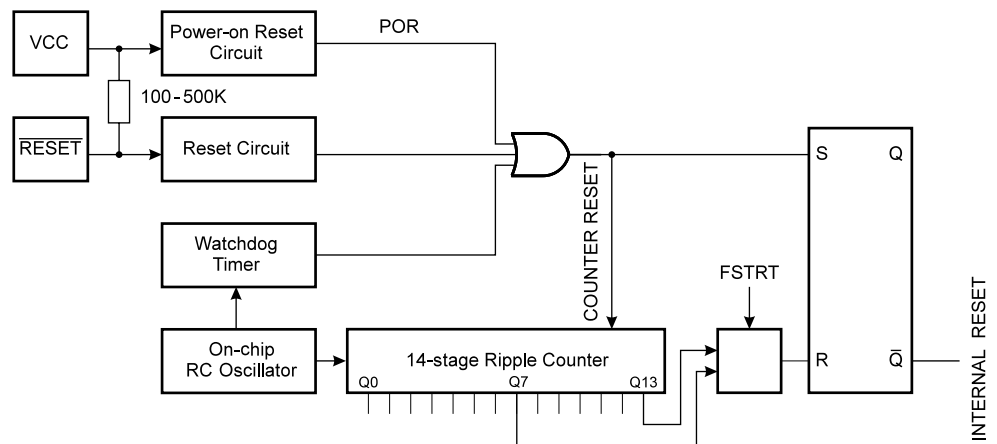 VCC
Power-on Reset
Circuit
POR
100-500K
RESET
Reset Circuit
S
Q
COUNTER RESET
Watchdog
Timer
FSTRT
On-chip
RC Oscillator
14-stage Ripple Counter
Q0
Q7
Q13
R
Q̅
INTERNAL RESET